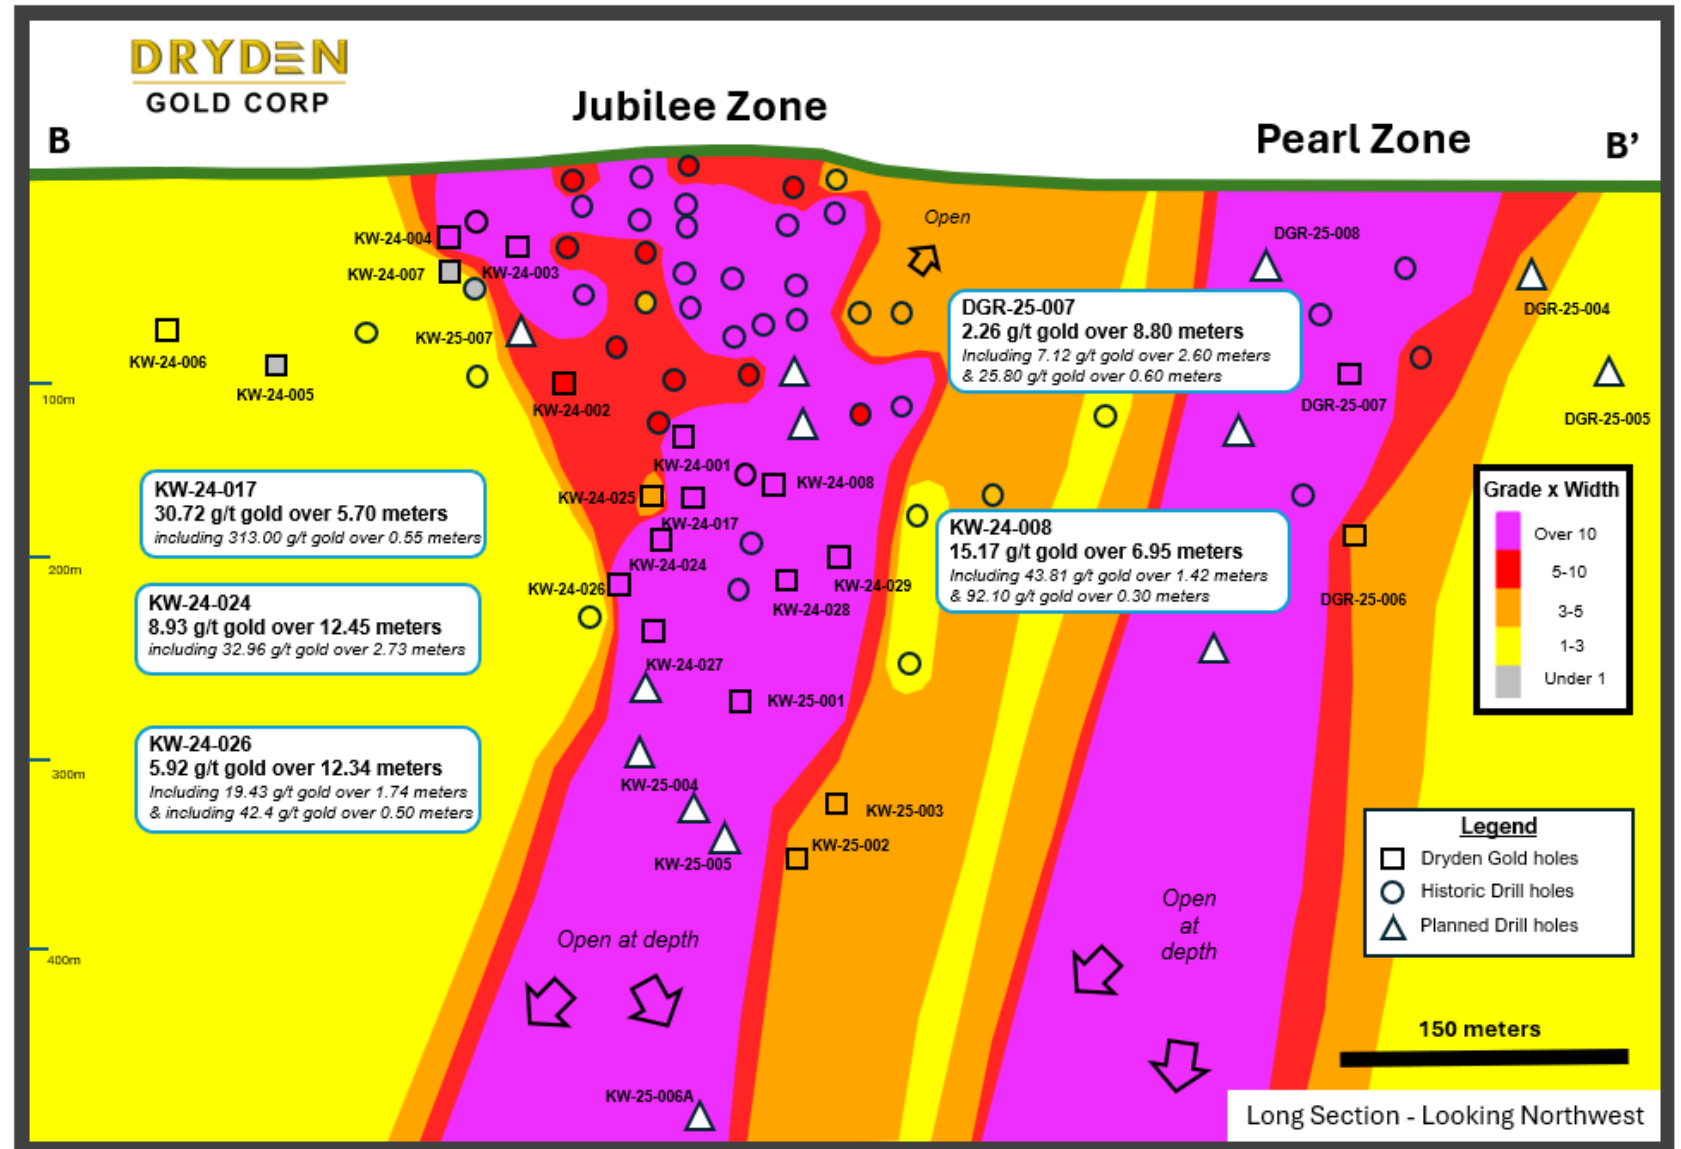 DRYDEN
GOLD CORP
Jubilee Zone
Pearl Zone
B
B'
Open
KW-24-004
KW-24-007
KW-24-003
KW-24-006
KW-24-005
KW-25-007
KW-24-002
100m
DGR-25-008
DGR-25-004
DGR-25-007
DGR-25-005
DGR-25-007
2.26 g/t gold over 8.80 meters
Including 7.12 g/t gold over 2.60 meters
& 25.80 g/t gold over 0.60 meters
KW-24-001
KW-24-008
KW-24-025
KW-24-017
KW-24-024
KW-24-026
KW-24-029
KW-24-028
KW-24-027
KW-25-001
KW-24-017
30.72 g/t gold over 5.70 meters
including 313.00 g/t gold over 0.55 meters
200m
KW-24-024
8.93 g/t gold over 12.45 meters
including 32.96 g/t gold over 2.73 meters
KW-24-026
5.92 g/t gold over 12.34 meters
Including 19.43 g/t gold over 1.74 meters
& including 42.4 g/t gold over 0.50 meters
300m
400m
KW-24-008
15.17 g/t gold over 6.95 meters
Including 43.81 g/t gold over 1.42 meters
& 92.10 g/t gold over 0.30 meters
DGR-25-006
Grade x Width
Over 10
5-10
3-5
1-3
Under 1
KW-25-004
KW-25-003
KW-25-002
KW-25-005
Open at depth
KW-25-006A
Open
at
depth
Legend
Dryden Gold holes
Historic Drill holes
Planned Drill holes
150 meters
Long Section - Looking Northwest